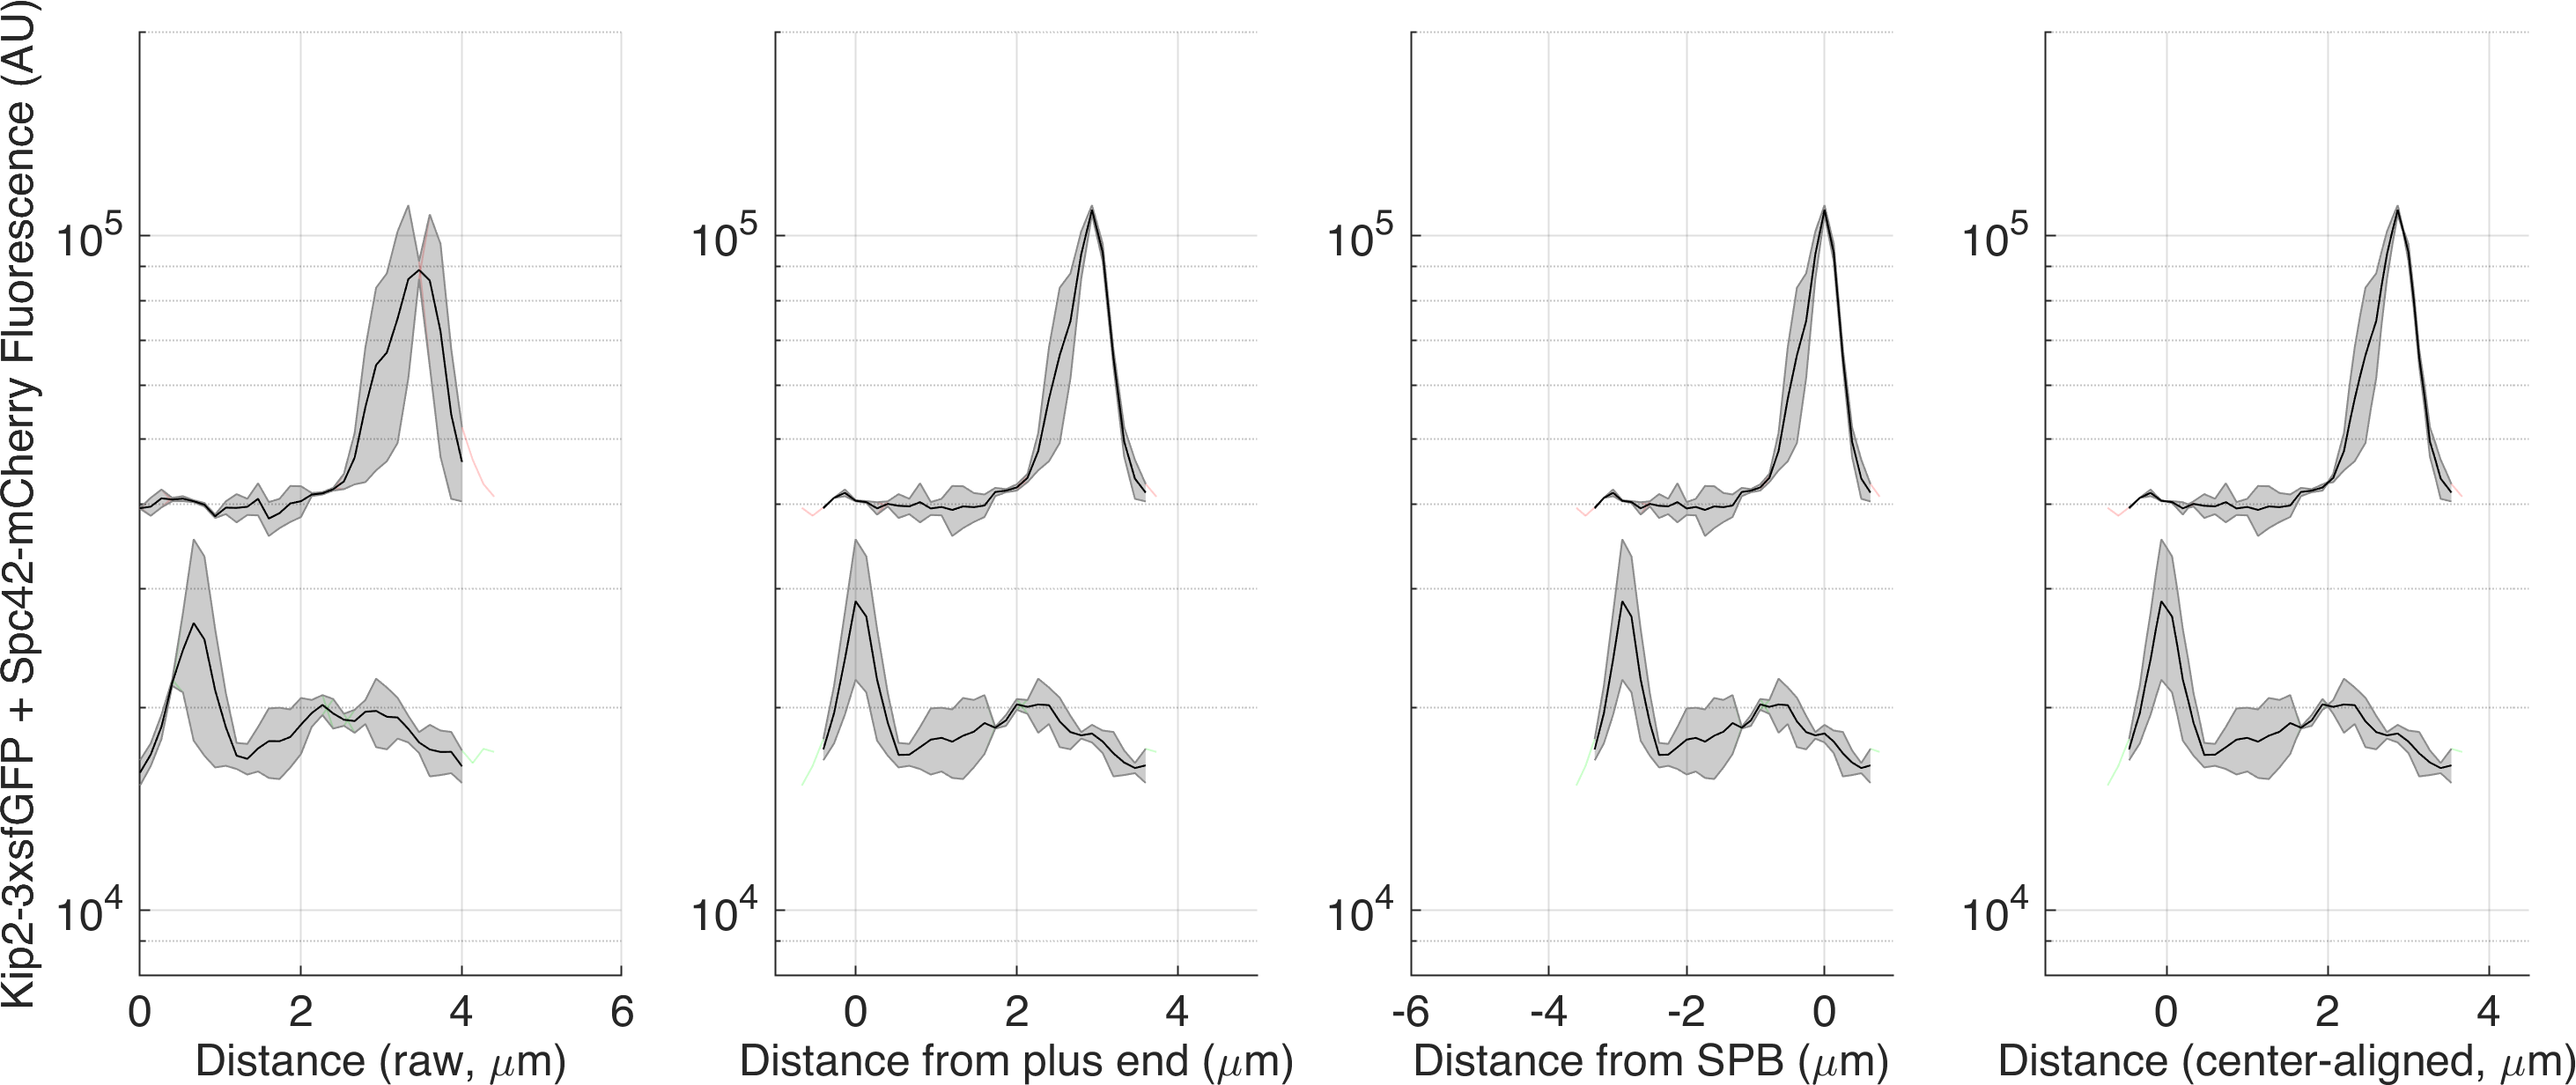 Kip2-3xsfGFP + Spc42-mCherry Fluorescence (AU)
10^5
10^4
0 2 4 6
Distance (raw, μm)
10^5
10^4
0 2 4
Distance from plus end (μm)
10^5
10^4
-6 -4 -2 0
Distance from SPB (μm)
10^5
10^4
0 2 4
Distance (center-aligned, μm)